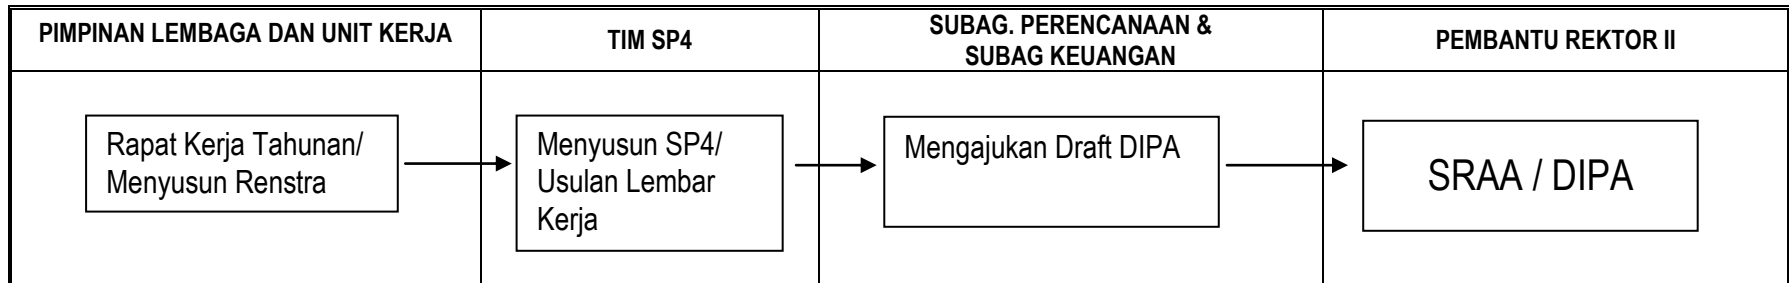 PIMPINAN LEMBAGA DAN UNIT KERJA
TIM SP4
SUBAG. PERENCANAAN &
SUBAG KEUANGAN
PEMBANTU REKTOR II
Rapat Kerja Tahunan/
Menyusun Renstra
Menyusun SP4/
Usulan Lembar
Kerja
Mengajukan Draft DIPA
SRAA / DIPA